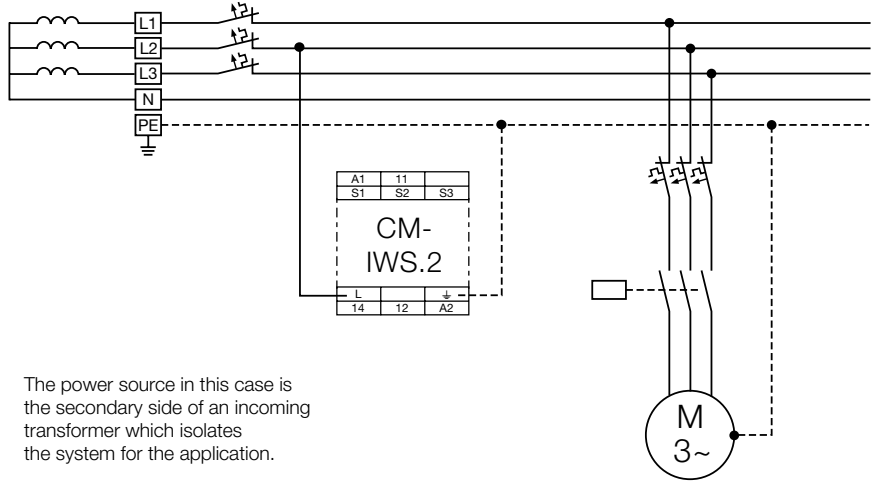 L1
L2
L3
N
PE
A1 11
S1 S2 S3
CM-
IWS.2
L
14 12 A2
M
3~
The power source in this case is
the secondary side of an incoming
transformer which isolates
the system for the application.